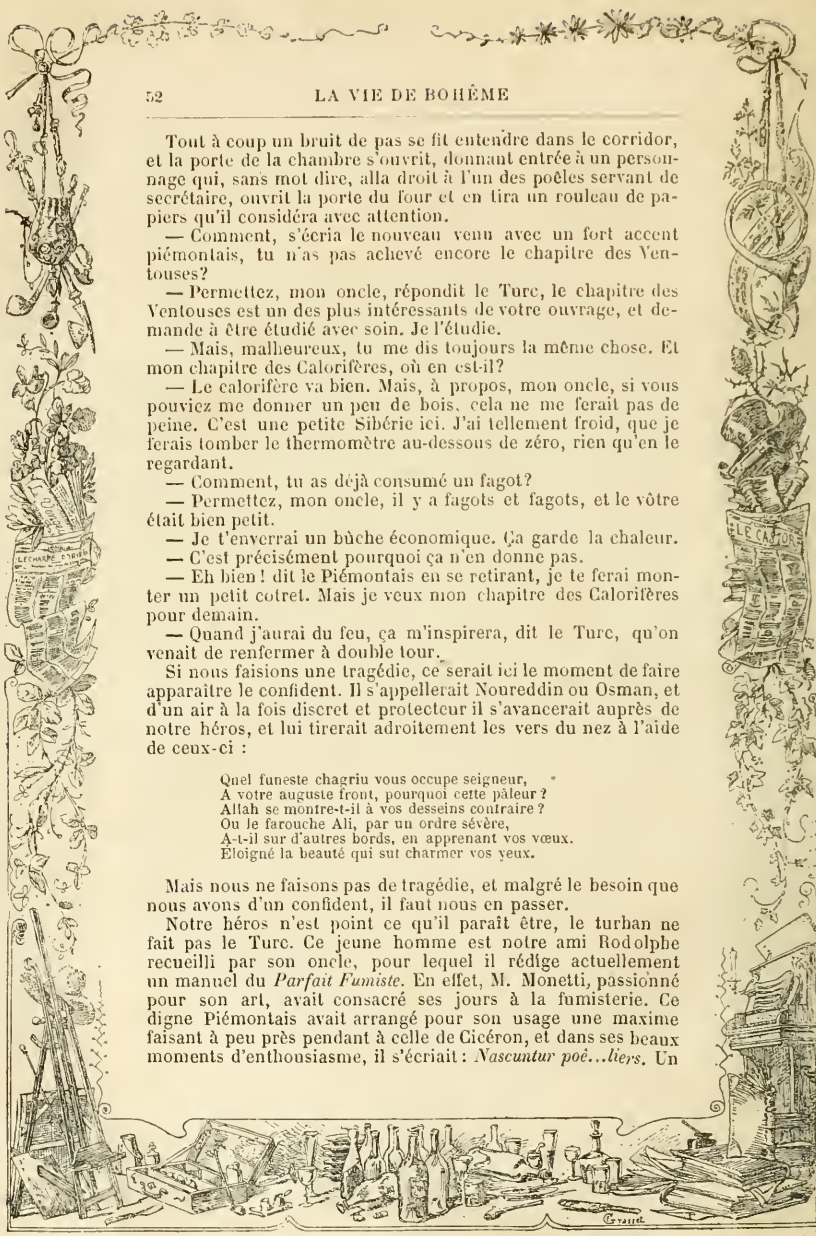 52
LA VIE DE BOHÊME
Tout à coup un bruit de pas se fit entendre dans le corridor,
et la porte de la chambre s'ouvrit, donnant entrée à un person-
nage qui, sans mot dire, alla droit à l'un des poêles servant de
secrétaire, ouvrit la porte du four et en tira un rouleau de pa-
piers qu'il considéra avec attention.
— Comment, s'écria le nouveau venu avec un fort accent
piémontais, tu n'as pas achevé encore le chapitre des Ven-
touses?
— Permettez, mon oncle, répondit le Turc, le chapitre des
Ventouses est un des plus intéressants de votre ouvrage, et de-
mande à être étudié avec soin. Je l'étudie.
— Mais, malheureux, tu me dis toujours la même chose. Et
mon chapitre des Calorifères, où en est-il?
— Le calorifère va bien. Mais, à propos, mon oncle, si vous
pouviez me donner un peu de bois, cela ne me ferait pas de
peine. C'est une petite Sibérie ici. J'ai tellement froid, que je
ferais tomber le thermomètre au-dessous de zéro, rien qu'en le
regardant.
— Comment, tu as déjà consumé un fagot?
— Permettez, mon oncle, il y a fagots et fagots, et le vôtre
était bien petit.
— Je t'enverrai un bûche économique. Ça garde la chaleur.
— C'est précisément pourquoi ça n'en donne pas.
— Eh bien ! dit le Piémontais en se retirant, je te ferai mon-
ter un petit cotret. Mais je veux mon chapitre des Calorifères
pour demain.
— Quand j'aurai du feu, ça m'inspirera, dit le Turc, qu'on
venait de renfermer à double tour.
Si nous faisions une tragédie, ce serait ici le moment de faire
apparaître le confident. Il s'appellerait Noureddin ou Osman, et
d'un air à la fois discret et protecteur il s'avancerait auprès de
notre héros, et lui tirerait adroitement les vers du nez à l'aide
de ceux-ci :
Quel funeste chagriu vous occupe seigneur,
A votre auguste front, pourquoi cette pâleur ?
Allah se montre-t-il à vos desseins contraire ?
Ou le farouche Ali, par un ordre sévère,
A-t-il sur d'autres bords, en apprenant vos vœux.
Éloigné la beauté qui sut charmer vos yeux.
Mais nous ne faisons pas de tragédie, et malgré le besoin que
nous avons d'un confident, il faut nous en passer.
Notre héros n'est point ce qu'il paraît être, le turban ne
fait pas le Turc. Ce jeune homme est notre ami Rodolphe
recueilli par son oncle, pour lequel il rédige actuellement
un manuel du Parfait Fumiste. En effet, M. Monetti, passionné
pour son art, avait consacré ses jours à la fumisterie. Ce
digne Piémontais avait arrangé pour son usage une maxime
faisant à peu près pendant à celle de Cicéron, et dans ses beaux
moments d'enthousiasme, il s'écriait : Nascuntur poê...liers. Un
LE CASTOR
Grasset